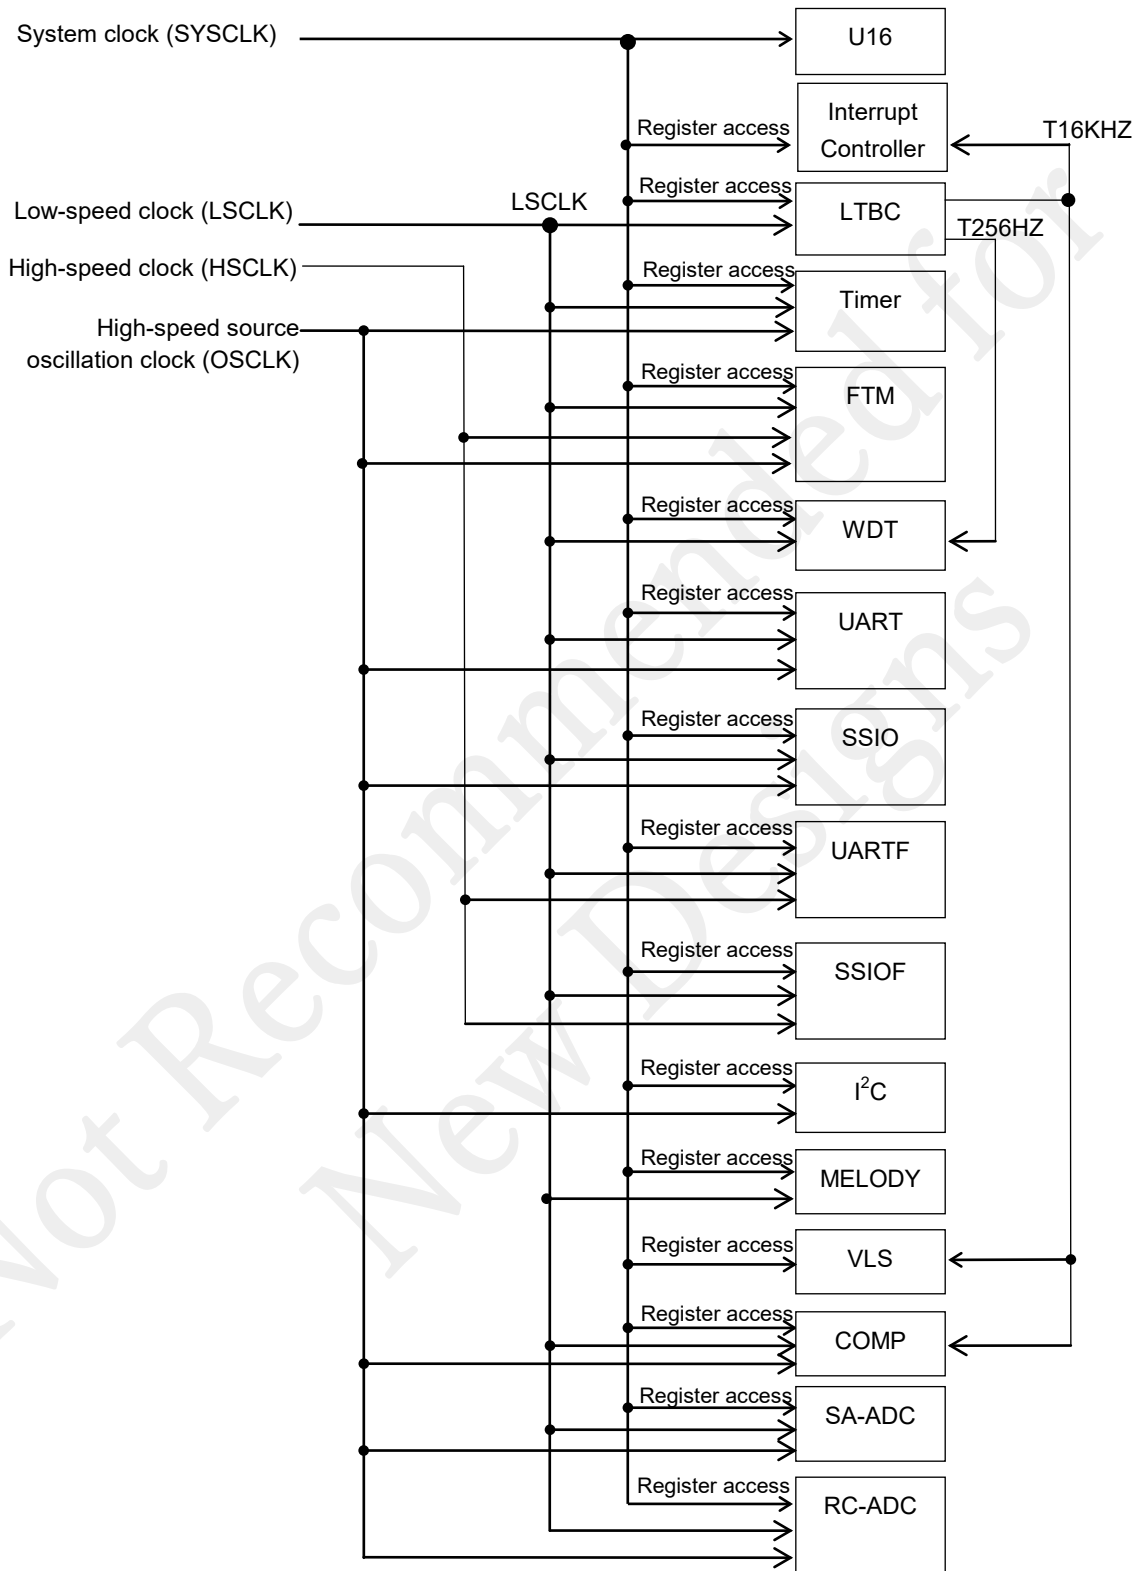 System clock (SYSCLK)
U16
Interrupt
Controller
Register access
T16KHZ
Register access
LSCLK
Low-speed clock (LSCLK)
LTBC
T256HZ
High-speed clock (HSCLK)
Register access
Timer
High-speed source
oscillation clock (OSCLK)
Register access
FTM
Register access
WDT
Register access
UART
Register access
SSIO
Register access
UARTF
Register access
SSIOF
Register access
I²C
Register access
MELODY
Register access
VLS
Register access
COMP
Register access
SA-ADC
Register access
RC-ADC
Not Recommended for
New Designs